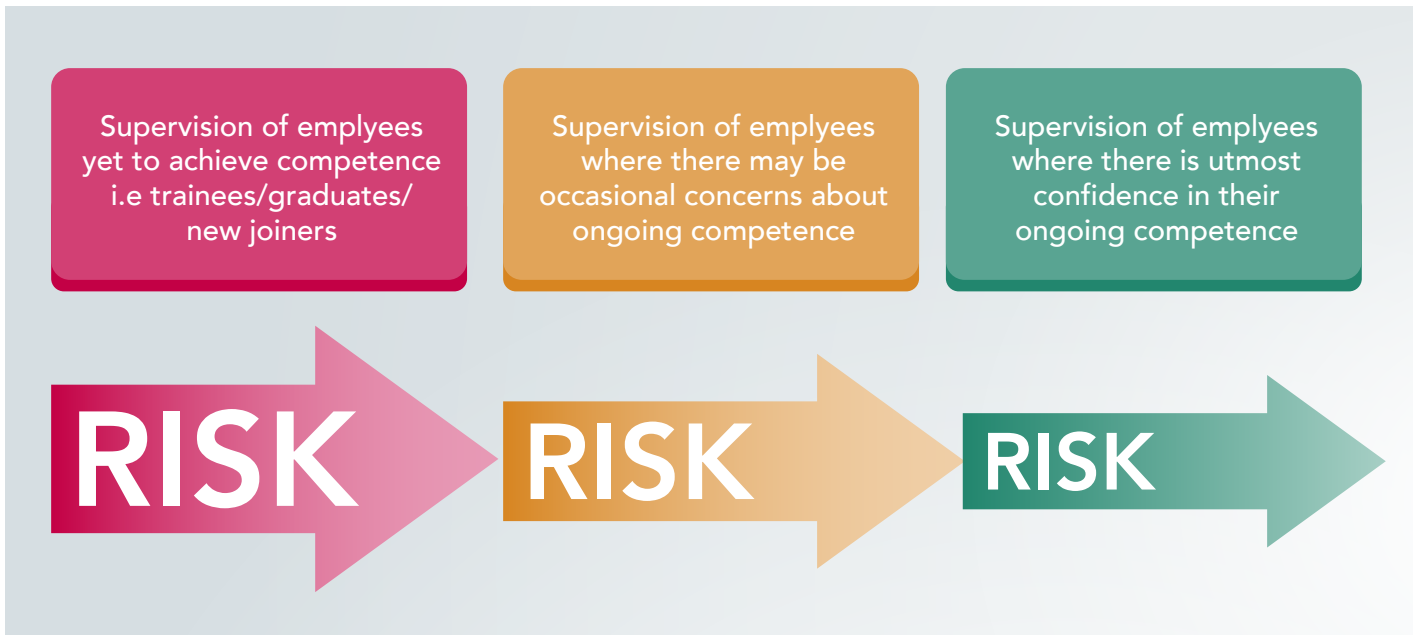 Supervision of emplyees
yet to achieve competence
i.e trainees/graduates/
new joiners
Supervision of emplyees
where there may be
occasional concerns about
ongoing competence
Supervision of emplyees
where there is utmost
confidence in their
ongoing competence
RISK
RISK
RISK